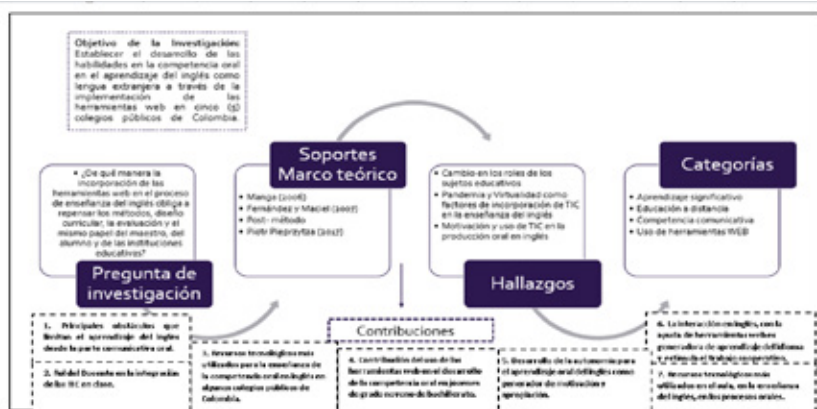 Objetivo de la Investigación:
Establecer el desarrollo de las
habilidades en la competencia oral
en el aprendizaje del inglés como
lengua extranjera a través de la
implementación de las
herramientas web en cinco (5)
colegios públicos de Colombia.
• ¿De qué manera la
incorporación de las
herramientas web en el proceso
de enseñanza del inglés obliga a
repensar los métodos, diseño
curricular, la evaluación y el
mismo papel del maestro, del
alumno y de las instituciones
educativas?
Pregunta de
investigación
Soportes
Marco teórico
• Manga (2006)
• Fernández y Maciel (2007)
• Post- método
• Piotr Pieprzytza (2017)
• Cambio en los roles de los
sujetos educativos
• Pandemia y Virtualidad como
factores de incorporación de TIC
en la enseñanza del inglés
• Motivación y uso de TIC en la
producción oral en inglés
Hallazgos
Categorías
• Aprendizaje significativo
• Educación a distancia
• Competencia comunicativa
• Uso de herramientas WEB
Contribuciones
1. Principales obstáculos que
limitan el aprendizaje del inglés
desde la parte comunicativa oral.
2. Rol del Docente en la integración
de las TIC en clase.
3. Recursos tecnológicos más
utilizados para la enseñanza de
la competencia oral en inglés en
algunos colegios públicos de
Colombia.
4. Contribución del uso de las
herramientas web en el desarrollo
de la competencia oral en jóvenes
de grado noveno de bachillerato.
5. Desarrollo de la autonomía para
el aprendizaje oral del inglés como
generador de motivación y
apropiación.
6. La interacción en inglés, con la
ayuda de herramientas web es
generadora de aprendizaje del idioma
y estimula el trabajo cooperativo.
7. Recursos tecnológicos más
utilizados en el aula, en la enseñanza
del inglés, en los procesos orales.